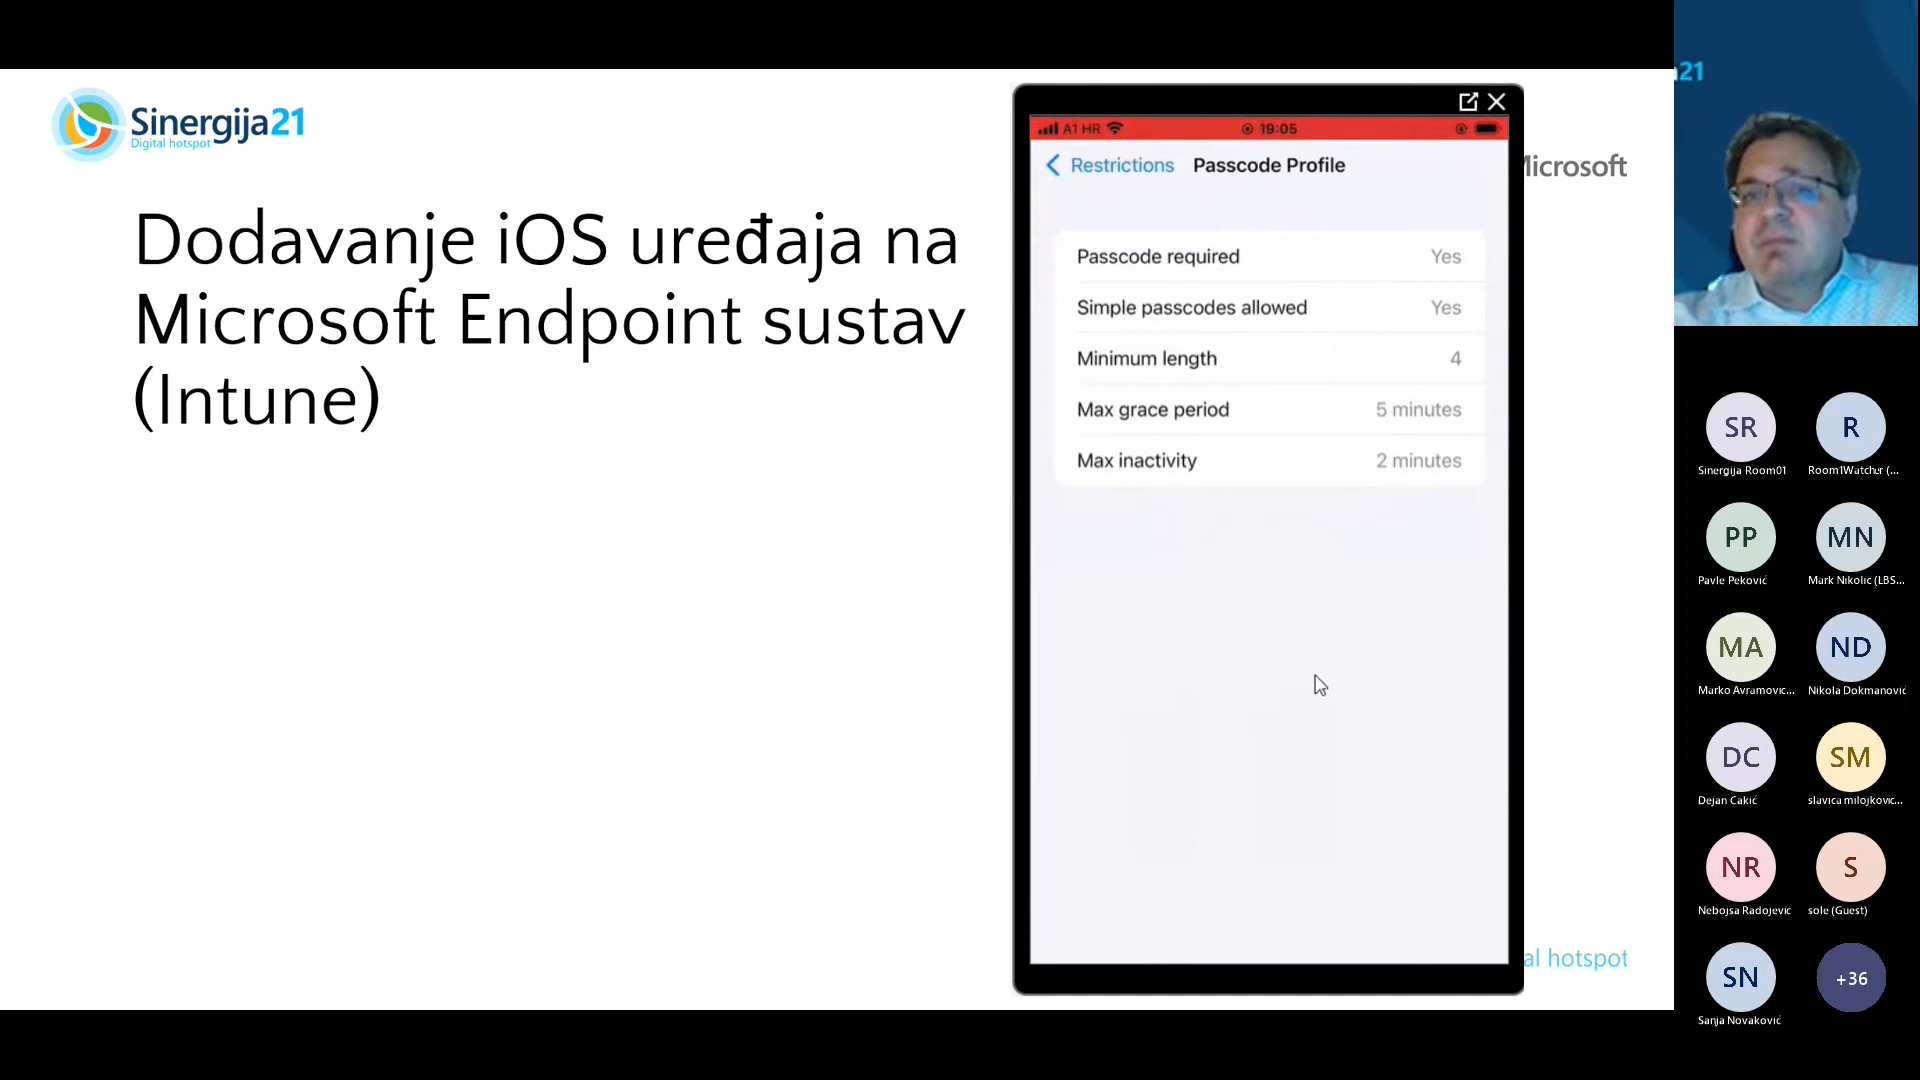 Sinergija21
Digital hotspot
Dodavanje iOS uređaja na
Microsoft Endpoint sustav
(Intune)
A1 HR
19:05
Restrictions
Passcode Profile
Passcode required Yes
Simple passcodes allowed Yes
Minimum length 4
Max grace period 5 minutes
Max inactivity 2 minutes
Microsoft
al hotspot
21
SR
Sinergija Room01
R
Room1Watcher (...
PP
Pavle Peković
MN
Mark Nikolic (LBS...
MA
Marko Avramovic...
ND
Nikola Dokmanović
DC
Dejan Cakić
SM
slavica milojkovic...
NR
Nebojsa Radojevic
S
sole (Guest)
SN
Sanja Novaković
+36